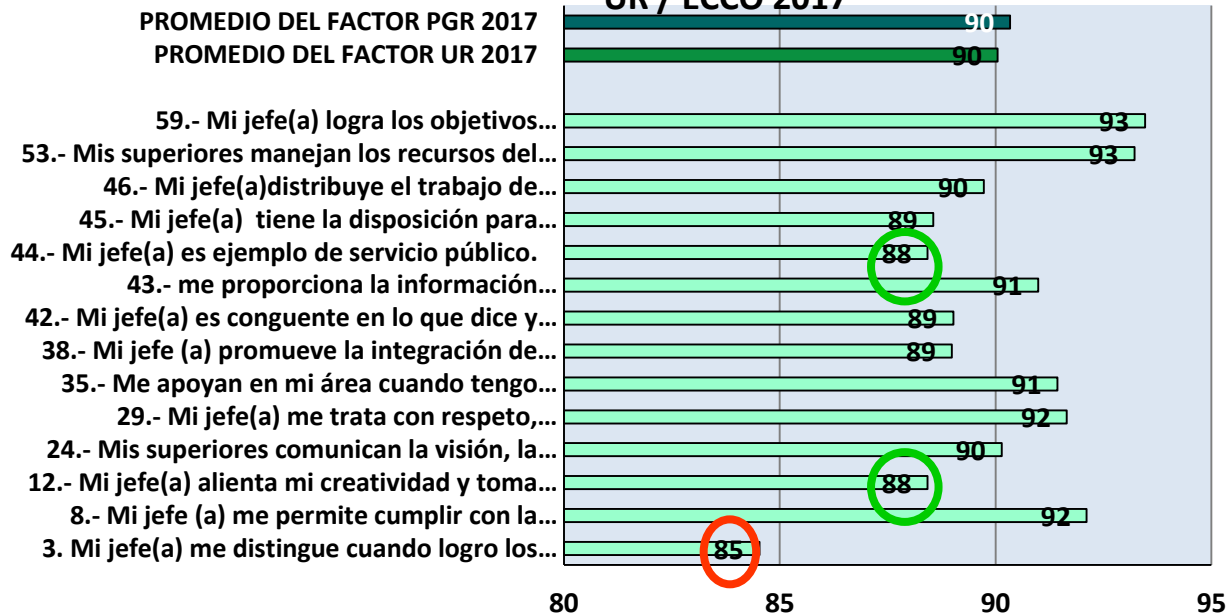 UR / ECCO 2017
PROMEDIO DEL FACTOR PGR 2017 90
PROMEDIO DEL FACTOR UR 2017 90
59.- Mi jefe(a) logra los objetivos… 93
53.- Mis superiores manejan los recursos del… 93
46.- Mi jefe(a)distribuye el trabajo de… 90
45.- Mi jefe(a) tiene la disposición para… 89
44.- Mi jefe(a) es ejemplo de servicio público. 88
43.- me proporciona la información… 91
42.- Mi jefe(a) es conguente en lo que dice y… 89
38.- Mi jefe (a) promueve la integración de… 89
35.- Me apoyan en mi área cuando tengo… 91
29.- Mi jefe(a) me trata con respeto,… 92
24.- Mis superiores comunican la visión, la… 90
12.- Mi jefe(a) alienta mi creatividad y toma… 88
8.- Mi jefe (a) me permite cumplir con la… 92
3. Mi jefe(a) me distingue cuando logro los… 85
80 85 90 95